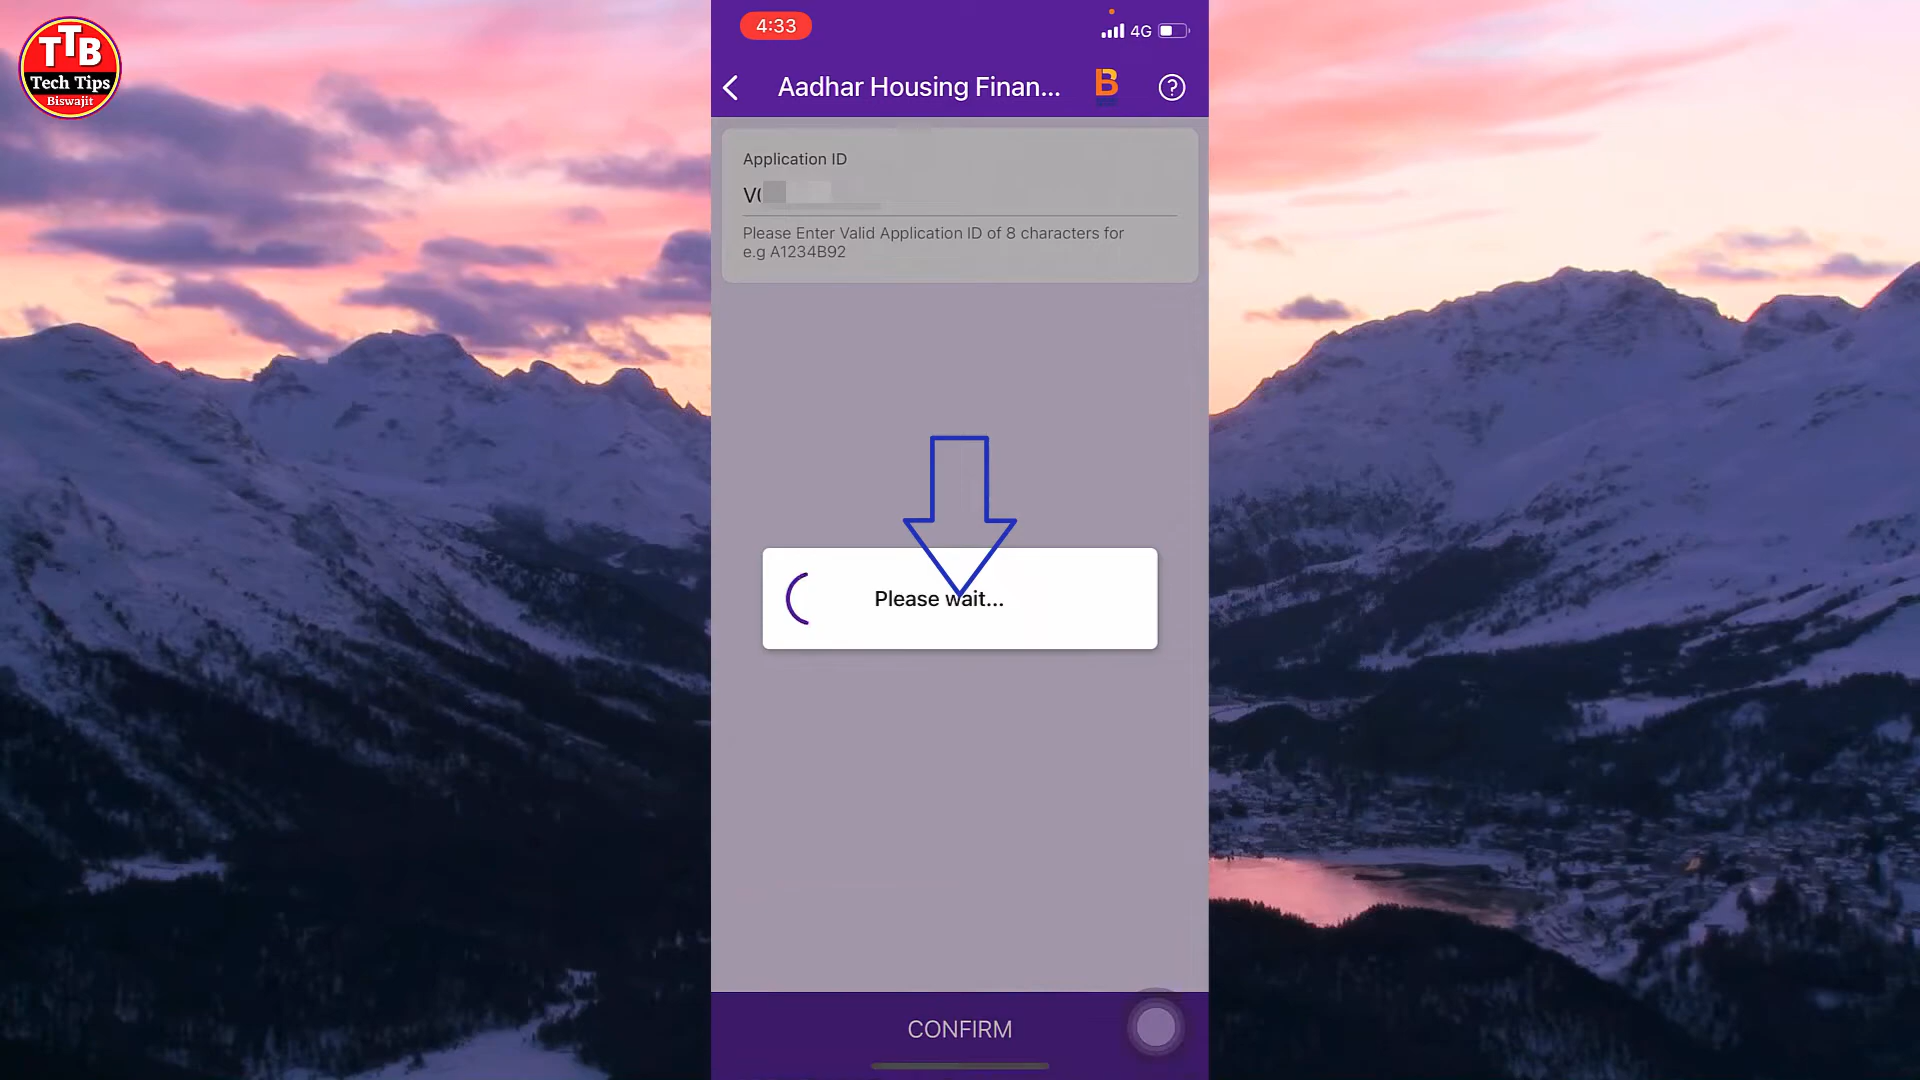 TTB
Tech Tips
Biswajit
4:33
4G
Aadhar Housing Finan...
B
Application ID
Please Enter Valid Application ID of 8 characters for
e.g A1234B92
Please wait...
CONFIRM